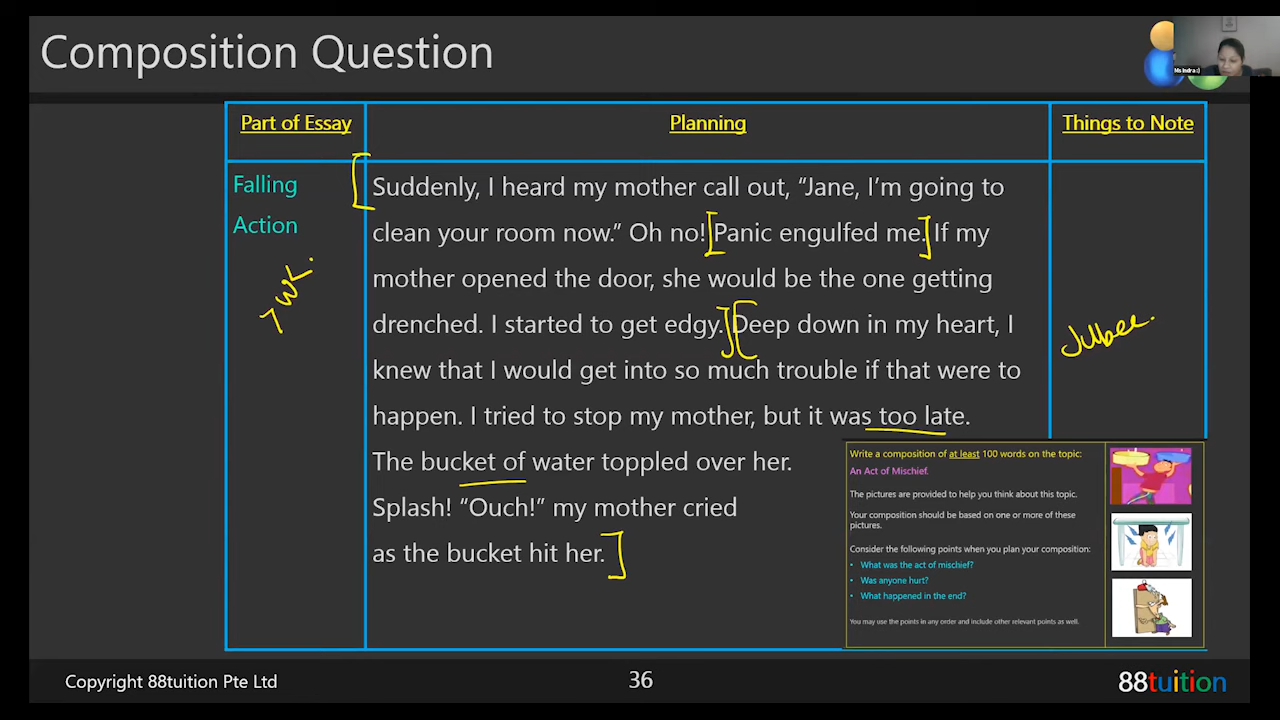 Composition Question
Ms Indra :)
Part of Essay
Planning
Things to Note
Falling
Action
Suddenly, I heard my mother call out, “Jane, I’m going to
clean your room now.” Oh no! Panic engulfed me. If my
mother opened the door, she would be the one getting
drenched. I started to get edgy. Deep down in my heart, I
knew that I would get into so much trouble if that were to
happen. I tried to stop my mother, but it was too late.
The bucket of water toppled over her.
Splash! “Ouch!” my mother cried
as the bucket hit her.
Write a composition of at least 100 words on the topic:
An Act of Mischief.
The pictures are provided to help you think about this topic.
Your composition should be based on one or more of these
pictures.
Consider the following points when you plan your composition:
• What was the act of mischief?
• Was anyone hurt?
• What happened in the end?
You may use the points in any order and include other relevant points as well.
Copyright 88tuition Pte Ltd
36
88tuition